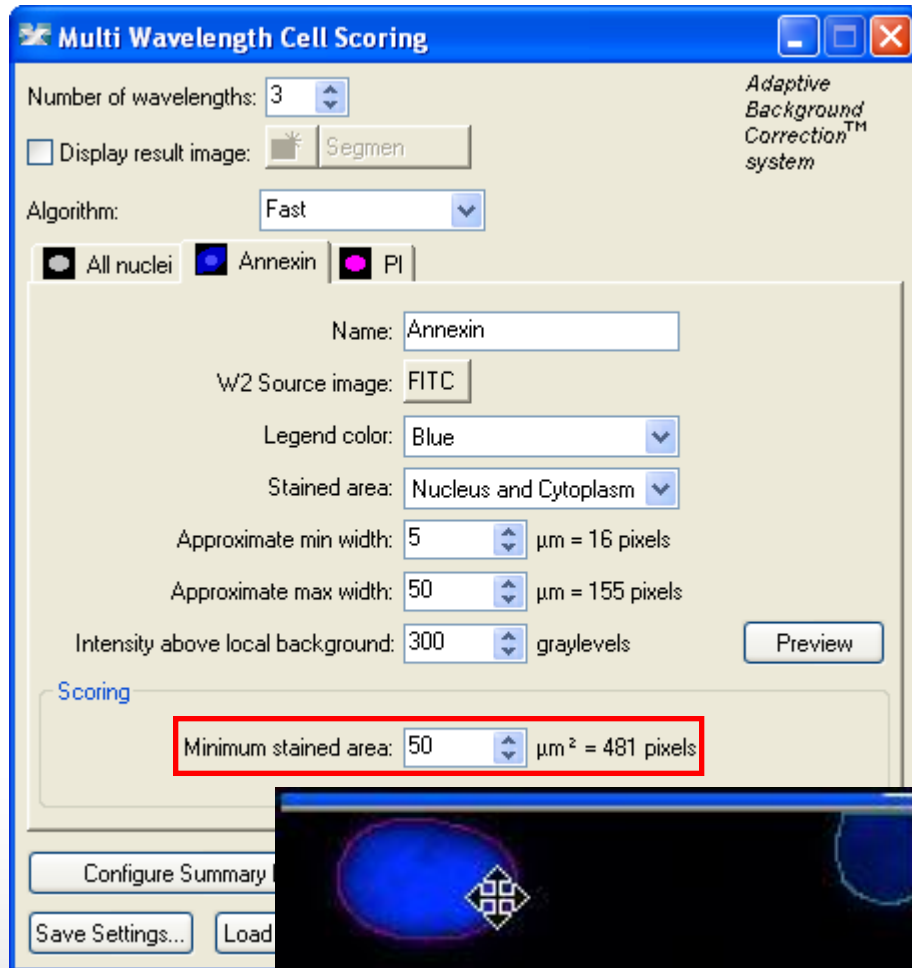 Multi Wavelength Cell Scoring
Number of wavelengths: 3
Adaptive
Background
Correction™
system
Display result image: Segmen
Algorithm: Fast
All nuclei Annexin PI
Name: Annexin
W2 Source image: FITC
Legend color: Blue
Stained area: Nucleus and Cytoplasm
Approximate min width: 5 µm = 16 pixels
Approximate max width: 50 µm = 155 pixels
Intensity above local background: 300 graylevels
Preview
Scoring
Minimum stained area: 50 µm² = 481 pixels
Configure Summary
Save Settings... Load